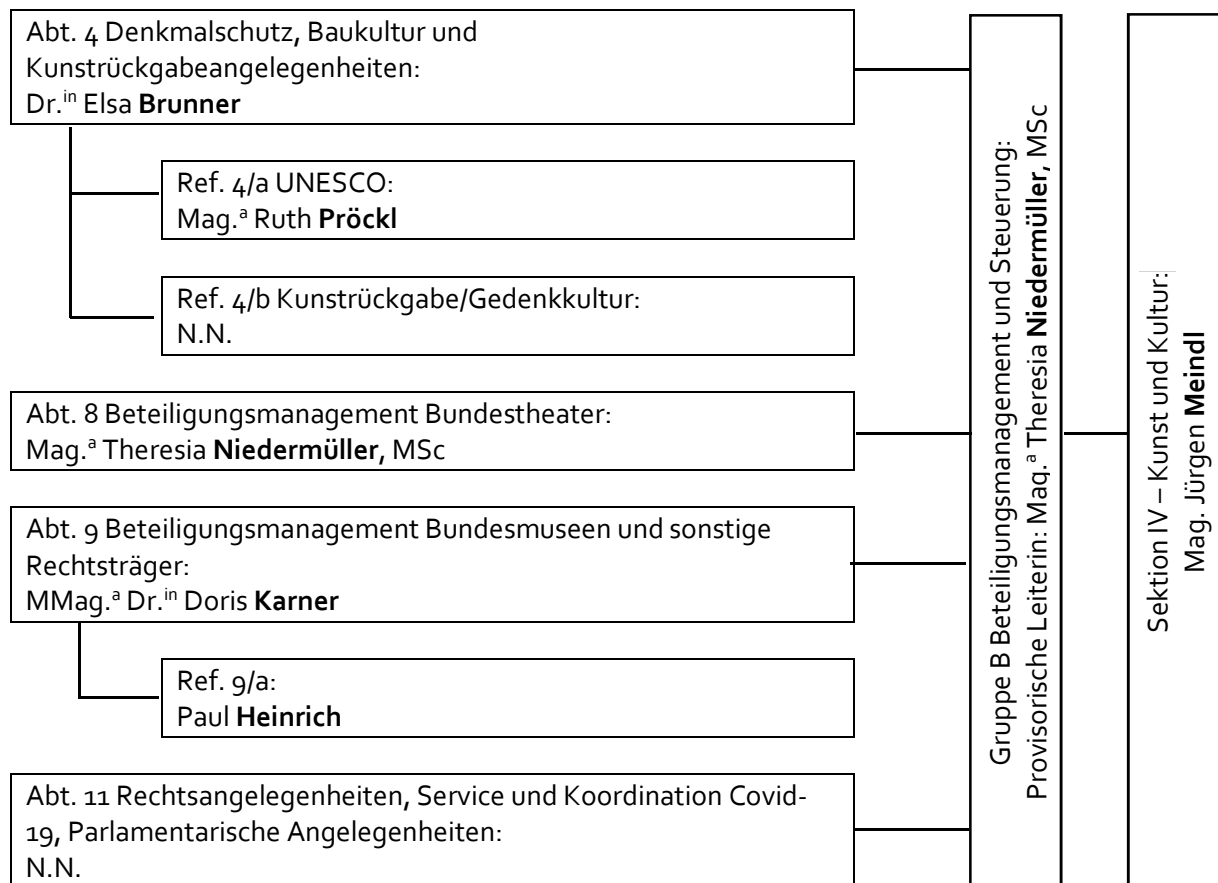 Abt. 4 Denkmalschutz, Baukultur und
Kunstrückgabeangelegenheiten:
Dr.in Elsa Brunner
Ref. 4/a UNESCO:
Mag.a Ruth Pröckl
Ref. 4/b Kunstrückgabe/Gedenkkultur:
N.N.
Abt. 8 Beteiligungsmanagement Bundestheater:
Mag.a Theresia Niedermüller, MSc
Abt. 9 Beteiligungsmanagement Bundesmuseen und sonstige
Rechtsträger:
MMag.a Dr.in Doris Karner
Ref. 9/a:
Paul Heinrich
Abt. 11 Rechtsangelegenheiten, Service und Koordination Covid-
19, Parlamentarische Angelegenheiten:
N.N.
Gruppe B Beteiligungsmanagement und Steuerung:
Provisorische Leiterin: Mag.a Theresia Niedermüller, MSc
Sektion IV – Kunst und Kultur:
Mag. Jürgen Meindl